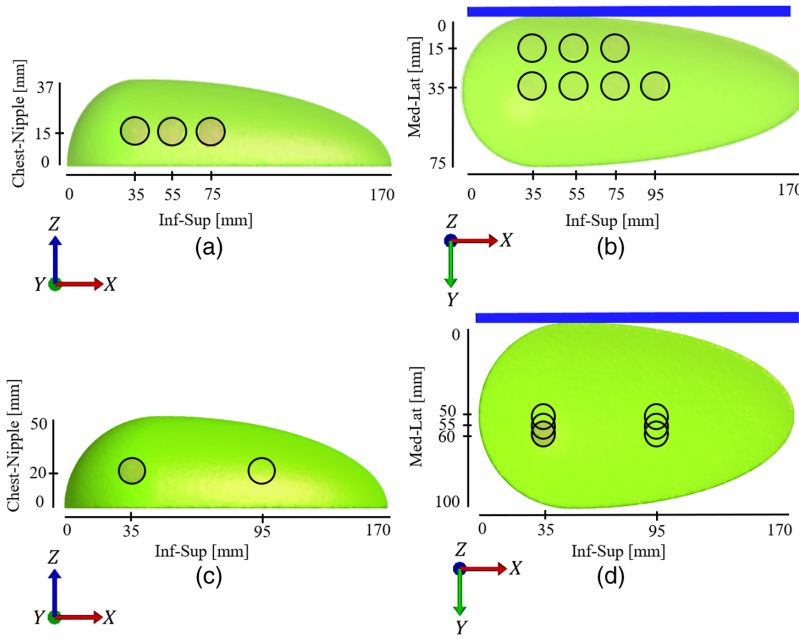 Chest-Nipple [mm]
37
15
0
0
35
55
75
170
Inf-Sup [mm]
Z
Y
X
(a)
Med-Lat [mm]
0
15
35
75
0
35
55
75
95
170
Inf-Sup [mm]
Z
X
Y
(b)
Chest-Nipple [mm]
50
20
0
0
35
95
170
Inf-Sup [mm]
Z
Y
X
(c)
Med-Lat [mm]
0
50
55
60
100
0
35
95
170
Inf-Sup [mm]
Z
X
Y
(d)